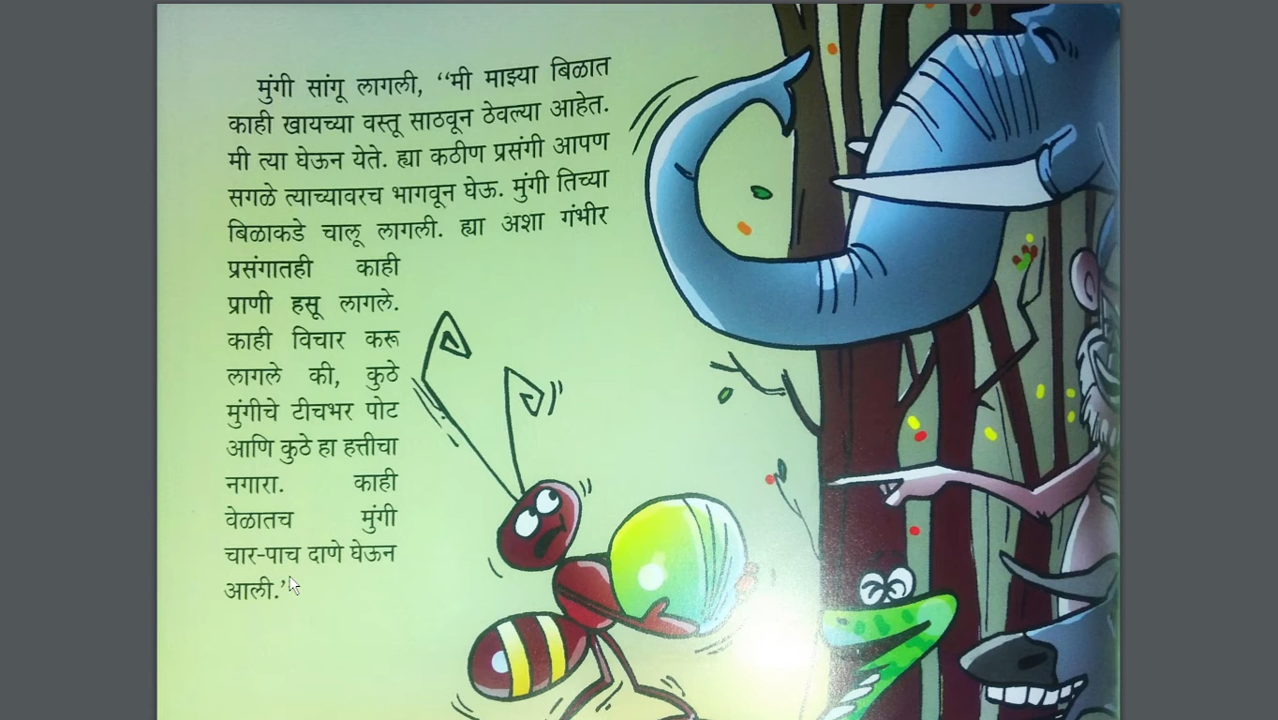 मुंगी सांगू लागली, ‘‘मी माझ्या बिळात
काही खायच्या वस्तू साठवून ठेवल्या आहेत.
मी त्या घेऊन येते. ह्या कठीण प्रसंगी आपण
सगळे त्याच्यावरच भागवून घेऊ. मुंगी तिच्या
बिळाकडे चालू लागली. ह्या अशा गंभीर
प्रसंगातही काही
प्राणी हसू लागले.
काही विचार करू
लागले की, कुठे
मुंगीचे टीचभर पोट
आणि कुठे हा हत्तीचा
नगारा. काही
वेळातच मुंगी
चार-पाच दाणे घेऊन
आली.’